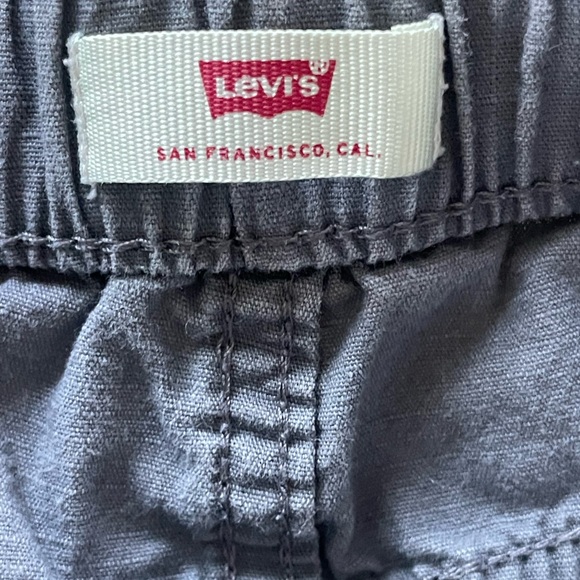 Levi's®
SAN FRANCISCO, CAL.